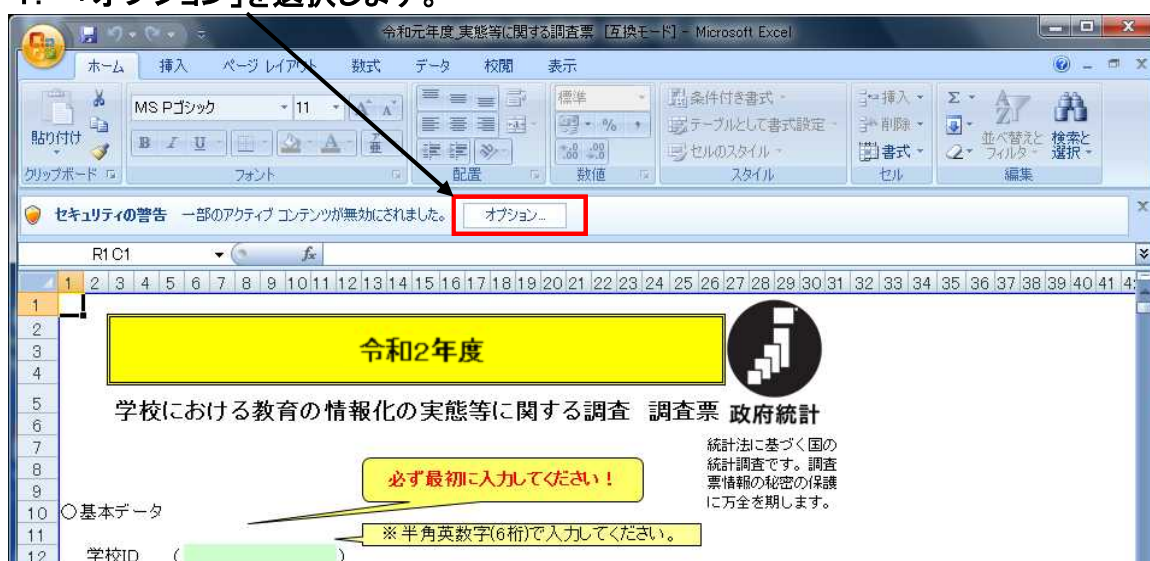 1. 「オプション」を選択します。
令和元年度_実態等に関する調査票 [互換モード] - Microsoft Excel
ホーム 挿入 ページ レイアウト 数式 データ 校閲 表示
MS Pゴシック 11 標準 条件付き書式 挿入 Σ
貼り付け B I U テーブルとして書式設定 削除 並べ替えと 検索と
% , セルのスタイル 書式 フィルタ 選択
クリップボード フォント 配置 数値 スタイル セル 編集
セキュリティの警告 一部のアクティブ コンテンツが無効にされました。 オプション...
R1C1 fx
1 2 3 4 5 6 7 8 9 10 11 12 13 14 15 16 17 18 19 20 21 22 23 24 25 26 27 28 29 30 31 32 33 34 35 36 37 38 39 40 41
1
2
3 令和2年度
4
5 学校における教育の情報化の実態等に関する調査 調査票 政府統計
6
7 統計法に基づく国の
8 統計調査です。調査
必ず最初に入力してください！ 票情報の秘密の保護
9 に万全を期します。
10 〇基本データ
11 ※半角英数字(6桁)で入力してください。
12 学校ID ( )